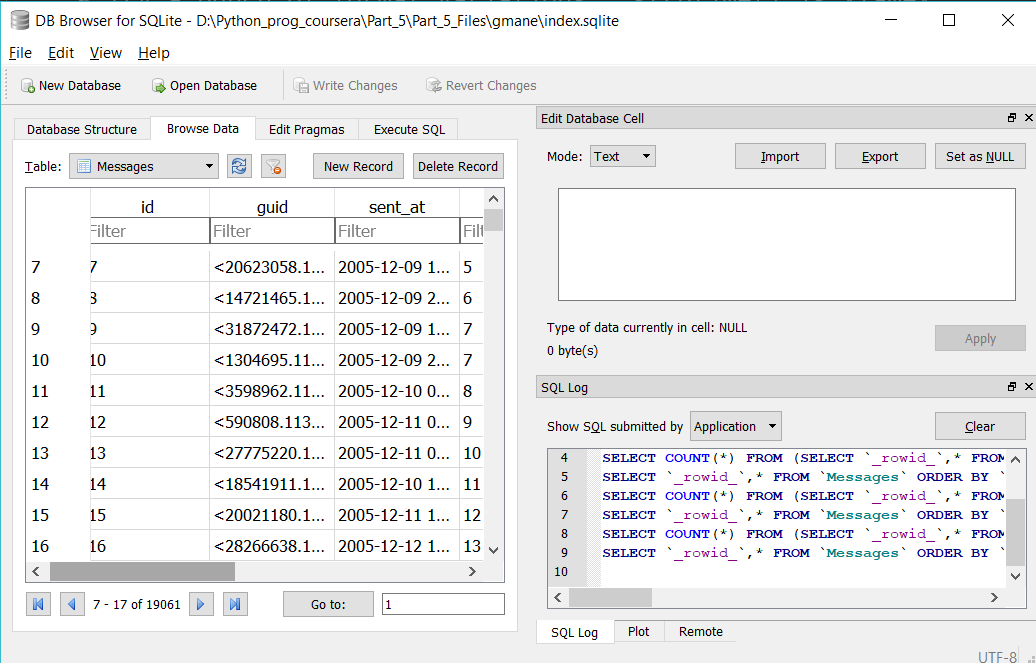 DB Browser for SQLite - D:\Python_prog_coursera\Part_5\Part_5_Files\gmane\index.sqlite
File Edit View Help
New Database Open Database Write Changes Revert Changes
Database Structure Browse Data Edit Pragmas Execute SQL
Table: Messages New Record Delete Record
id guid sent_at
Filter Filter Filter Filt
7 7 <20623058.1... 2005-12-09 1... 5
8 8 <14721465.1... 2005-12-09 2... 6
9 9 <31872472.1... 2005-12-09 1... 7
10 10 <1304695.11... 2005-12-09 2... 7
11 11 <3598962.11... 2005-12-10 0... 8
12 12 <590808.113... 2005-12-11 0... 9
13 13 <27775220.1... 2005-12-11 0... 10
14 14 <18541911.1... 2005-12-10 1... 11
15 15 <20021180.1... 2005-12-11 1... 12
16 16 <28266638.1... 2005-12-12 1... 13
7 - 17 of 19061 Go to: 1
Edit Database Cell
Mode: Text Import Export Set as NULL
Type of data currently in cell: NULL
0 byte(s)
Apply
SQL Log
Show SQL submitted by Application Clear
4 SELECT COUNT(*) FROM (SELECT `_rowid_`,* FROM
5 SELECT `_rowid_`,* FROM `Messages` ORDER BY `
6 SELECT COUNT(*) FROM (SELECT `_rowid_`,* FROM
7 SELECT `_rowid_`,* FROM `Messages` ORDER BY `
8 SELECT COUNT(*) FROM (SELECT `_rowid_`,* FROM
9 SELECT `_rowid_`,* FROM `Messages` ORDER BY `
10
SQL Log Plot Remote
UTF-8